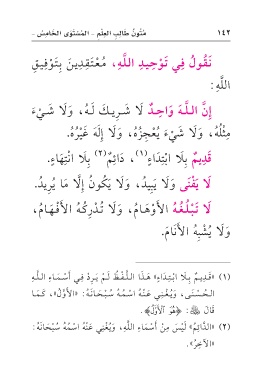 ١٤٢ مُتُونُ طَالِبِ العِلْمِ - المُسْتَوَى الخَامِسُ -
نَقُولُ فِي تَوْحِيدِ اللَّهِ، مُعْتَقِدِينَ بِتَوْفِيقِ
اللَّهِ:
إِنَّ اللَّهَ وَاحِدٌ لَا شَرِيكَ لَهُ، وَلَا شَيْءَ
مِثْلُهُ، وَلَا شَيْءَ يُعْجِزُهُ، وَلَا إِلَهَ غَيْرُهُ.
قَدِيمٌ بِلَا ابْتِدَاءٍ(١)، دَائِمٌ(٢) بِلَا انْتِهَاءٍ.
لَا يَفْنَى وَلَا يَبِيدُ، وَلَا يَكُونُ إِلَّا مَا يُرِيدُ.
لَا تَبْلُغُهُ الأَوْهَامُ، وَلَا تُدْرِكُهُ الأَفْهَامُ،
وَلَا يُشْبِهُ الأَنَامَ.
(١) «قَدِيمٌ بِلَا ابْتِدَاءٍ» هَذَا اللَّفْظُ لَمْ يَرِدْ فِي أَسْمَاءِ اللَّهِ
الحُسْنَى، وَيُغْنِي عَنْهُ اسْمُهُ سُبْحَانَهُ: «الأَوَّلُ»، كَمَا
قَالَ ﷻ: ﴿هُوَ الْأَوَّلُ﴾.
(٢) «الدَّائِمُ» لَيْسَ مِنْ أَسْمَاءِ اللَّهِ، وَيُغْنِي عَنْهُ اسْمُهُ سُبْحَانَهُ:
«الآخِرُ».